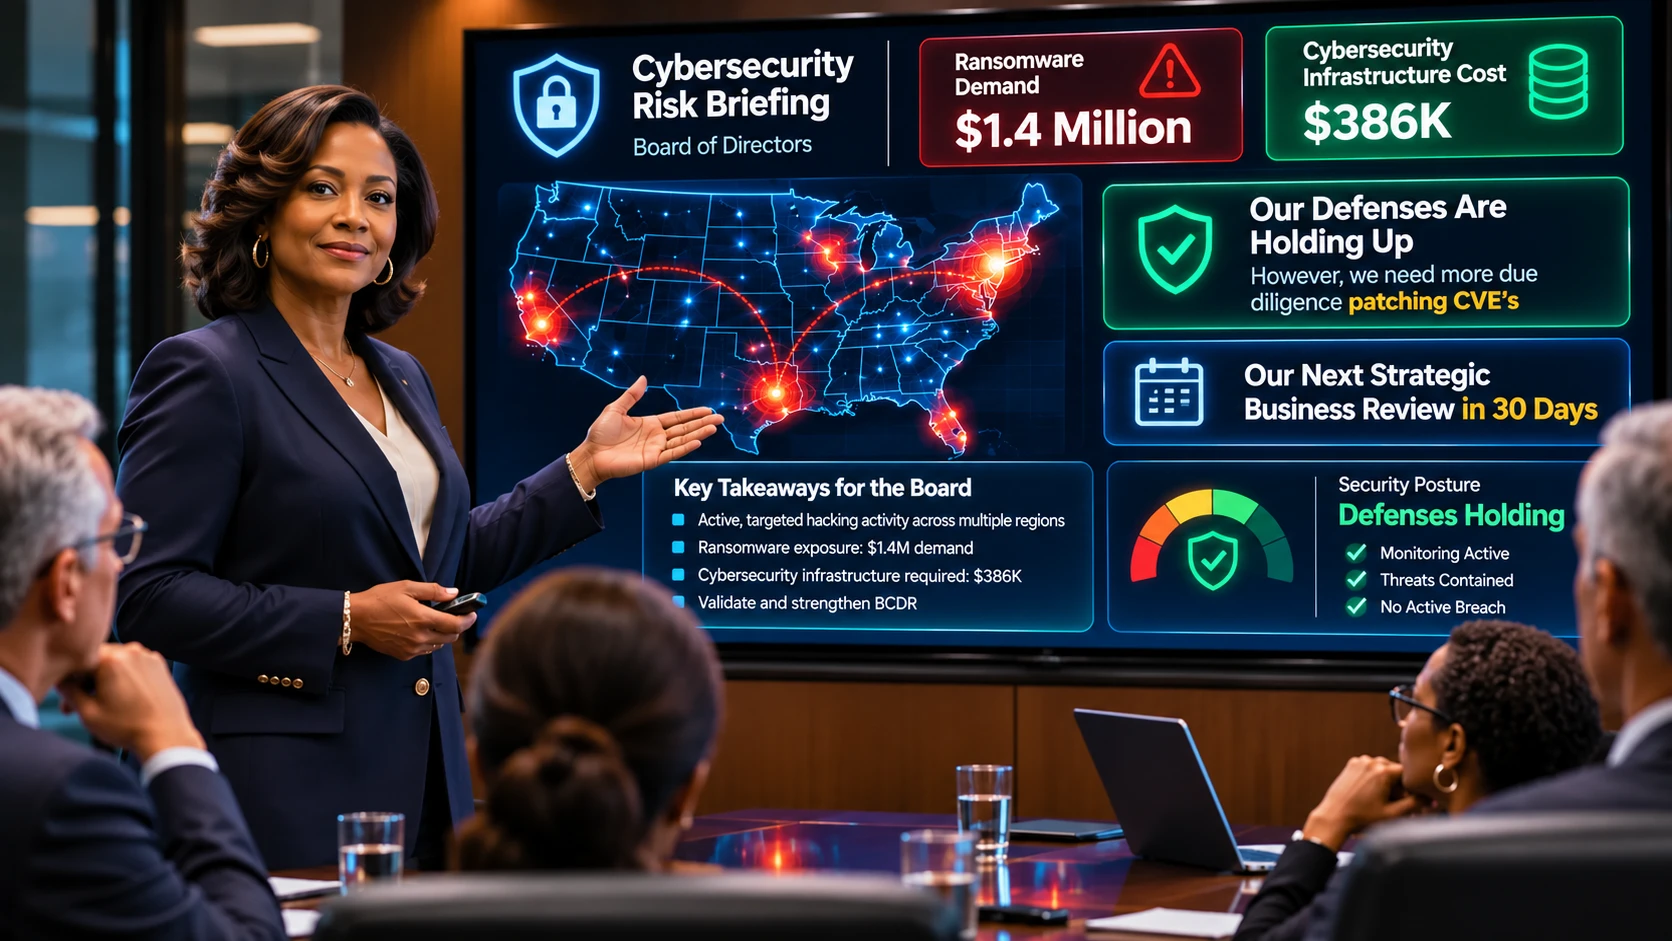 Cybersecurity
Risk Briefing
Board of Directors
Ransomware
Demand
$1.4 Million
Cybersecurity
Infrastructure Cost
$386K
Our Defenses Are
Holding Up
However, we need more due
diligence patching CVE's
Our Next Strategic
Business Review in 30 Days
Key Takeaways for the Board
Active, targeted hacking activity across multiple regions
Ransomware exposure: $1.4M demand
Cybersecurity infrastructure required: $386K
Validate and strengthen BCDR
Security Posture
Defenses Holding
Monitoring Active
Threats Contained
No Active Breach